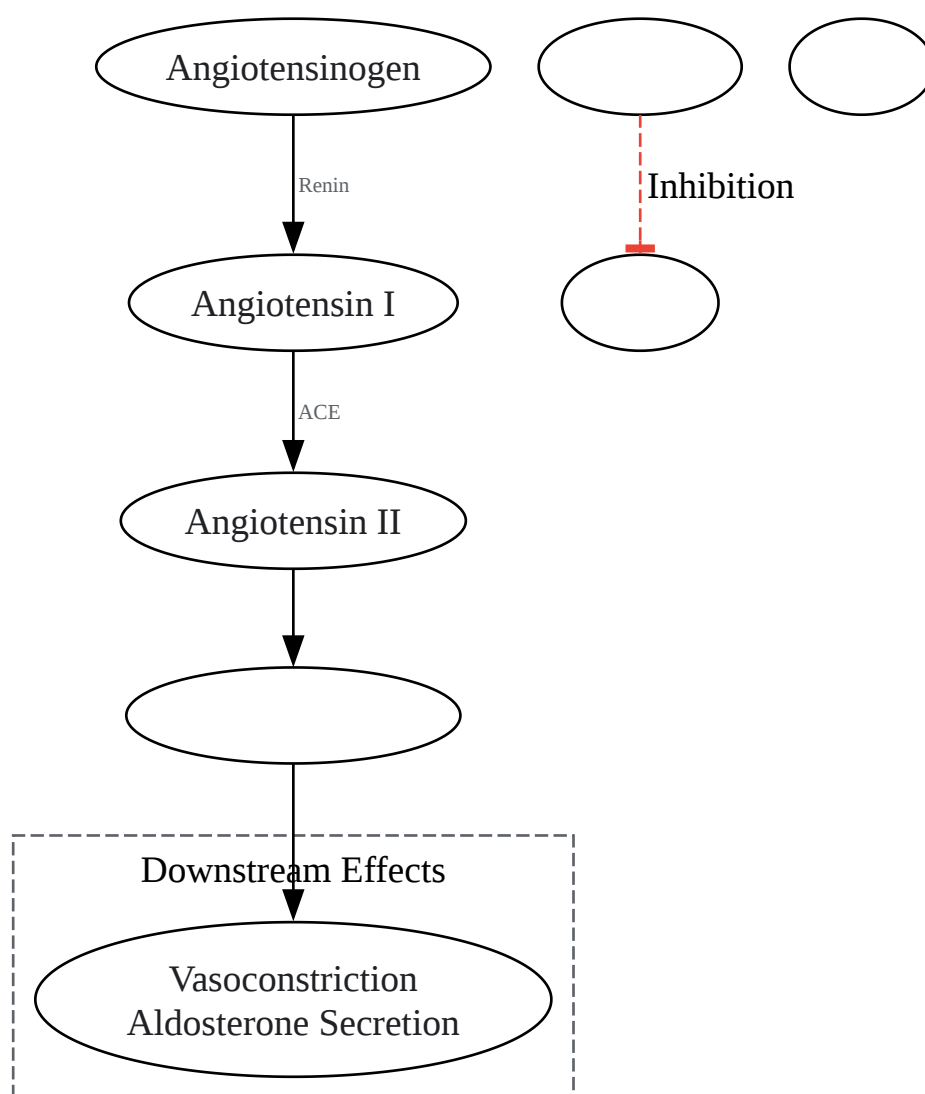 Angiotensinogen
Renin
Inhibition
Angiotensin I
ACE
Angiotensin II
Downstream Effects
Vasoconstriction
Aldosterone Secretion